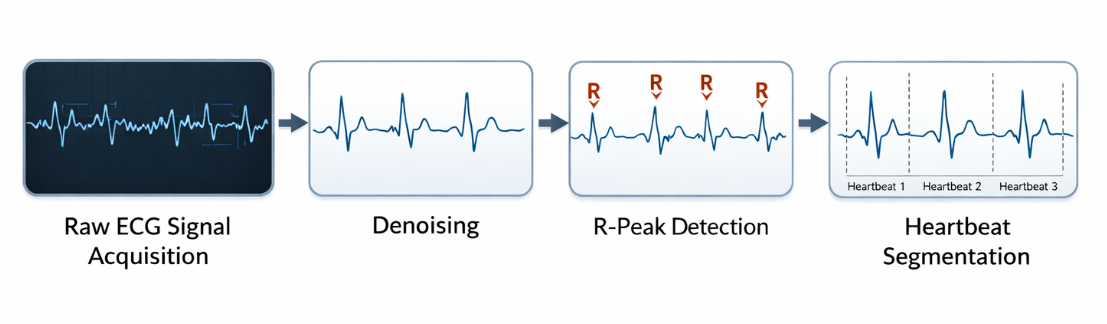 R R R R
Heartbeat 1 Heartbeat 2 Heartbeat 3
Raw ECG Signal
Acquisition
Denoising
R-Peak Detection
Heartbeat
Segmentation